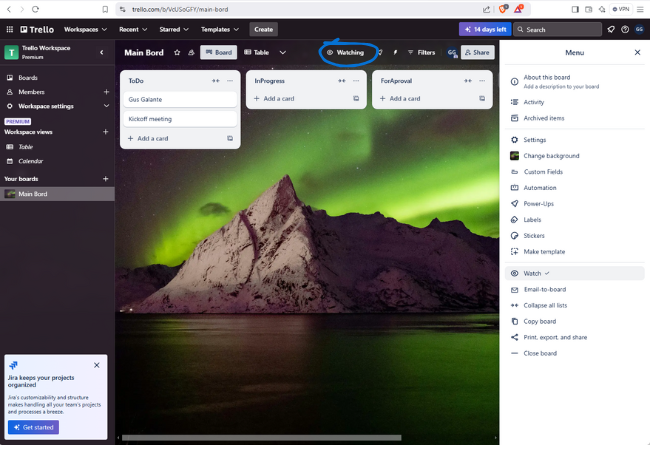 trello.com/b/VcUSoGFY/main-bord
VPN
Trello
Workspaces
Recent
Starred
Templates
Create
14 days left
Search
GG
Trello Workspace
Premium
Boards
Members
Workspace settings
PREMIUM
Workspace views
Table
Calendar
Your boards
Main Bord
Jira keeps your projects
organized
Jira's customizability and structure
makes handling all your team's projects
and processes a breeze.
Get started
Main Bord
Board
Table
Watching
Filters
GG
Share
ToDo
Gus Galante
Kickoff meeting
+ Add a card
InProgress
+ Add a card
ForAproval
+ Add a card
Menu
About this board
Add a description to your board
Activity
Archived items
Settings
Change background
Custom Fields
Automation
Power-Ups
Labels
Stickers
Make template
Watch
Email-to-board
Collapse all lists
Copy board
Print, export, and share
Close board